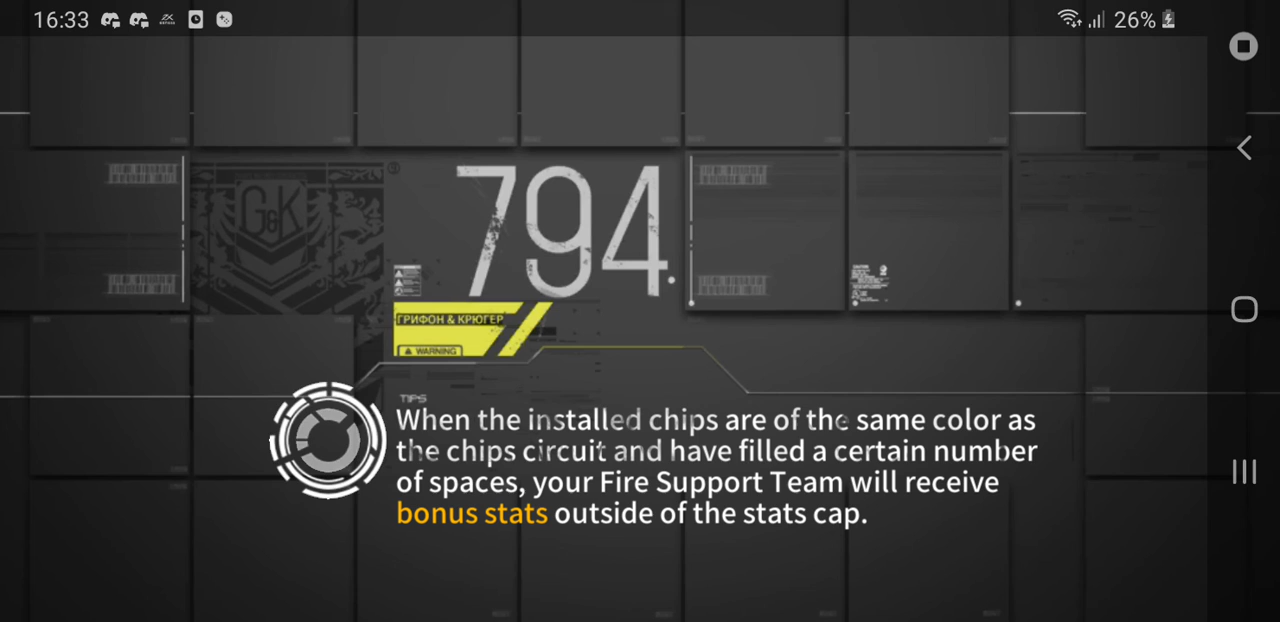 16:33
26%
G&K
794.
ГРИФОН & КРЮГЕР
WARNING
TIPS
When the installed chips are of the same color as
the chips circuit and have filled a certain number
of spaces, your Fire Support Team will receive
bonus stats outside of the stats cap.